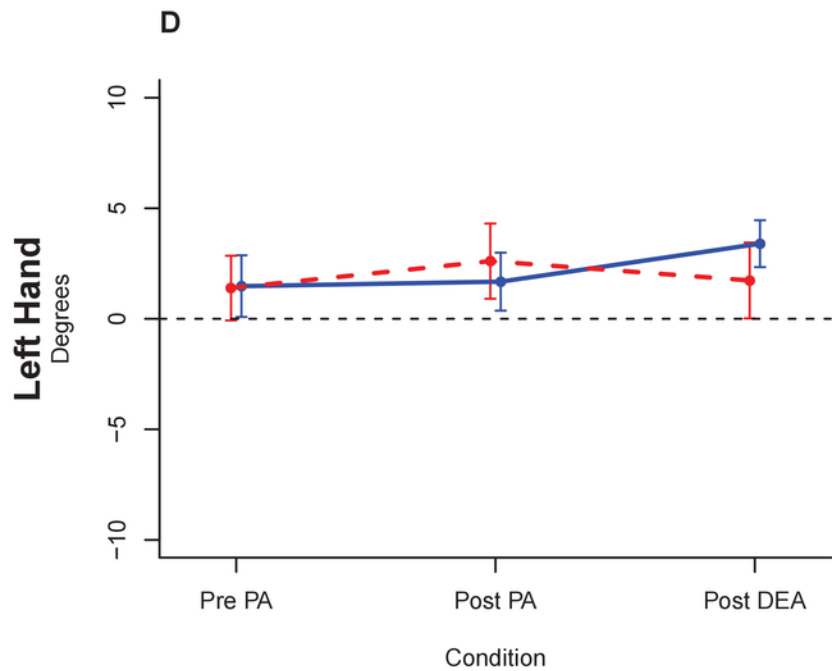 D
10
5
0
−5
−10
Left Hand
Degrees
Pre PA
Post PA
Post DEA
Condition